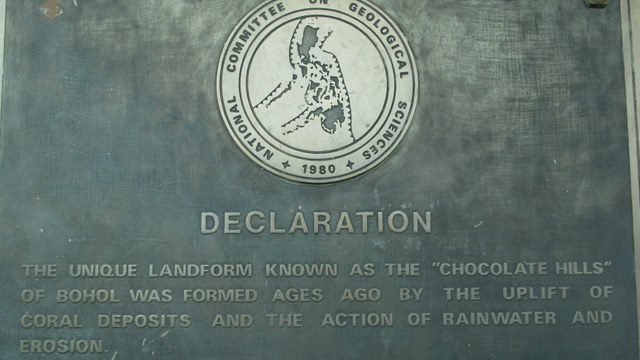 NATIONAL COMMITTEE ON GEOLOGICAL SCIENCES
1980
DECLARATION
THE UNIQUE LANDFORM KNOWN AS THE "CHOCOLATE HILLS"
OF BOHOL WAS FORMED AGES AGO BY THE UPLIFT OF
CORAL DEPOSITS AND THE ACTION OF RAINWATER AND
EROSION.